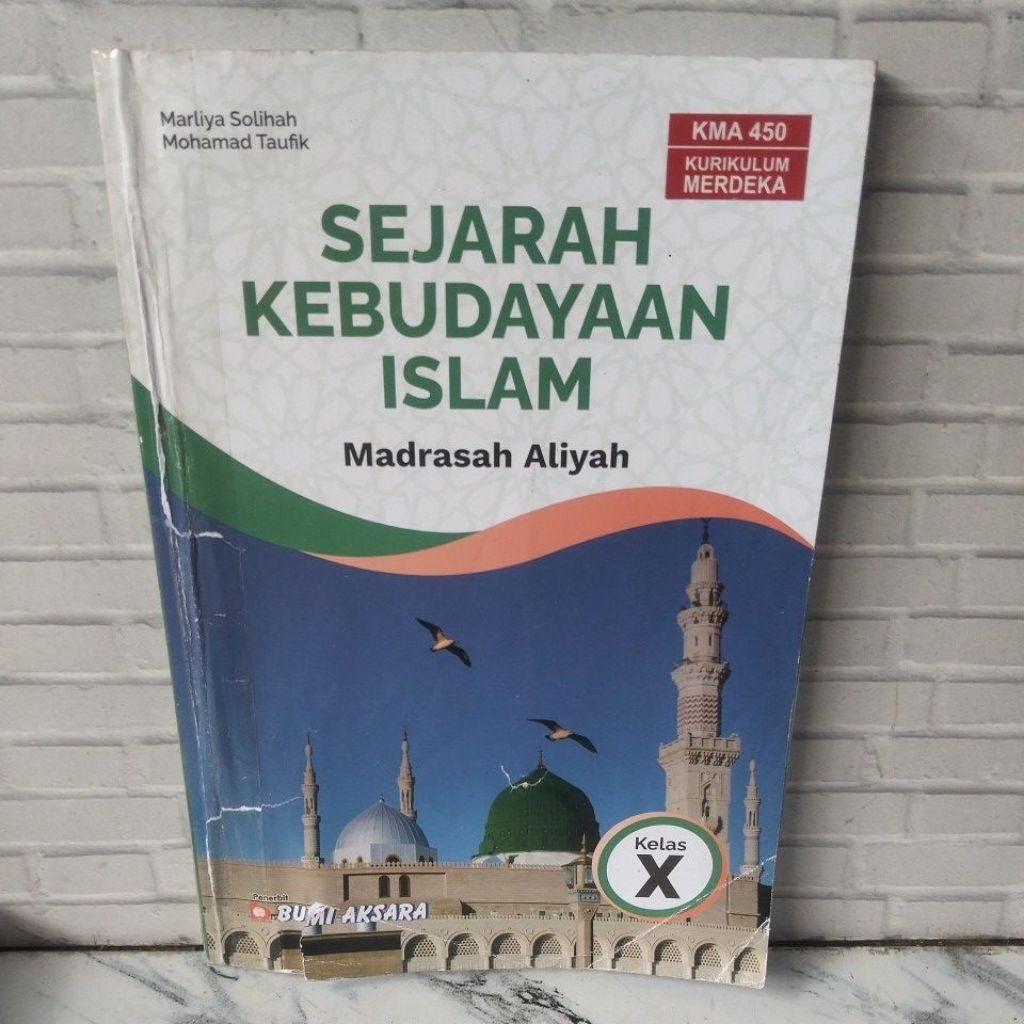 Marliya Solihah
Mohamad Taufik
KMA 450
KURIKULUM
MERDEKA
SEJARAH
KEBUDAYAAN
ISLAM
Madrasah Aliyah
Kelas
X
Penerbit
BUMI AKSARA